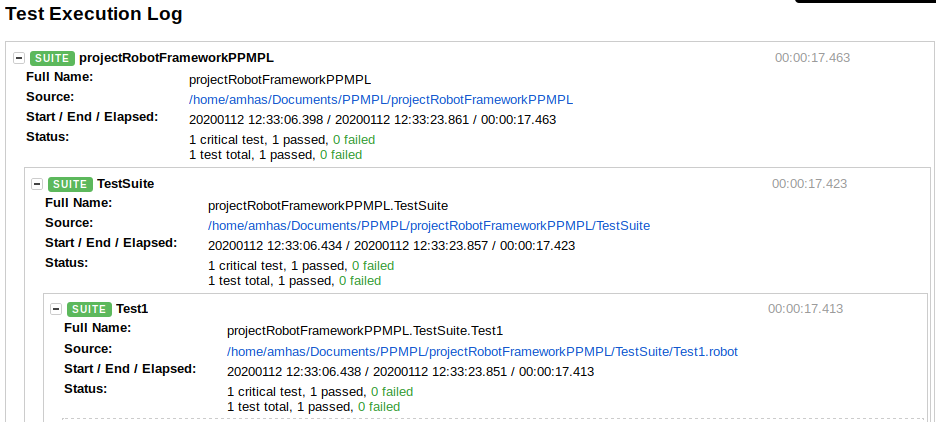 Test Execution Log
SUITE projectRobotFrameworkPPMPL 00:00:17.463
Full Name: projectRobotFrameworkPPMPL
Source: /home/amhas/Documents/PPMPL/projectRobotFrameworkPPMPL
Start / End / Elapsed: 20200112 12:33:06.398 / 20200112 12:33:23.861 / 00:00:17.463
Status: 1 critical test, 1 passed, 0 failed
1 test total, 1 passed, 0 failed
SUITE TestSuite 00:00:17.423
Full Name: projectRobotFrameworkPPMPL.TestSuite
Source: /home/amhas/Documents/PPMPL/projectRobotFrameworkPPMPL/TestSuite
Start / End / Elapsed: 20200112 12:33:06.434 / 20200112 12:33:23.857 / 00:00:17.423
Status: 1 critical test, 1 passed, 0 failed
1 test total, 1 passed, 0 failed
SUITE Test1 00:00:17.413
Full Name: projectRobotFrameworkPPMPL.TestSuite.Test1
Source: /home/amhas/Documents/PPMPL/projectRobotFrameworkPPMPL/TestSuite/Test1.robot
Start / End / Elapsed: 20200112 12:33:06.438 / 20200112 12:33:23.851 / 00:00:17.413
Status: 1 critical test, 1 passed, 0 failed
1 test total, 1 passed, 0 failed